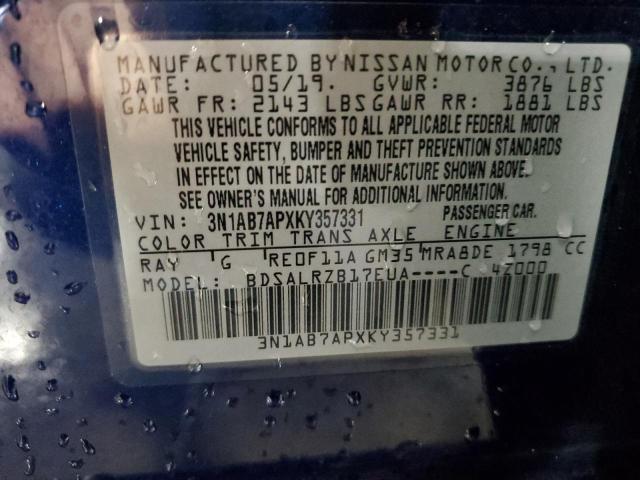 MANUFACTURED BY NISSAN MOTOR CO., LTD.
DATE: 05/19. GVWR: 3876 LBS
GAWR FR: 2143 LBS GAWR RR: 1881 LBS
THIS VEHICLE CONFORMS TO ALL APPLICABLE FEDERAL MOTOR
VEHICLE SAFETY, BUMPER AND THEFT PREVENTION STANDARDS
IN EFFECT ON THE DATE OF MANUFACTURE SHOWN ABOVE.
SEE OWNER'S MANUAL FOR ADDITIONAL INFORMATION.
VIN: 3N1AB7APXKY357331 PASSENGER CAR.
COLOR TRIM TRANS AXLE ENGINE
RAY G RE0F11A GM35 MRA8DE 1798 CC
MODEL: BDSALRZB17EUA----C 4Z000
3N1AB7APXKY357331